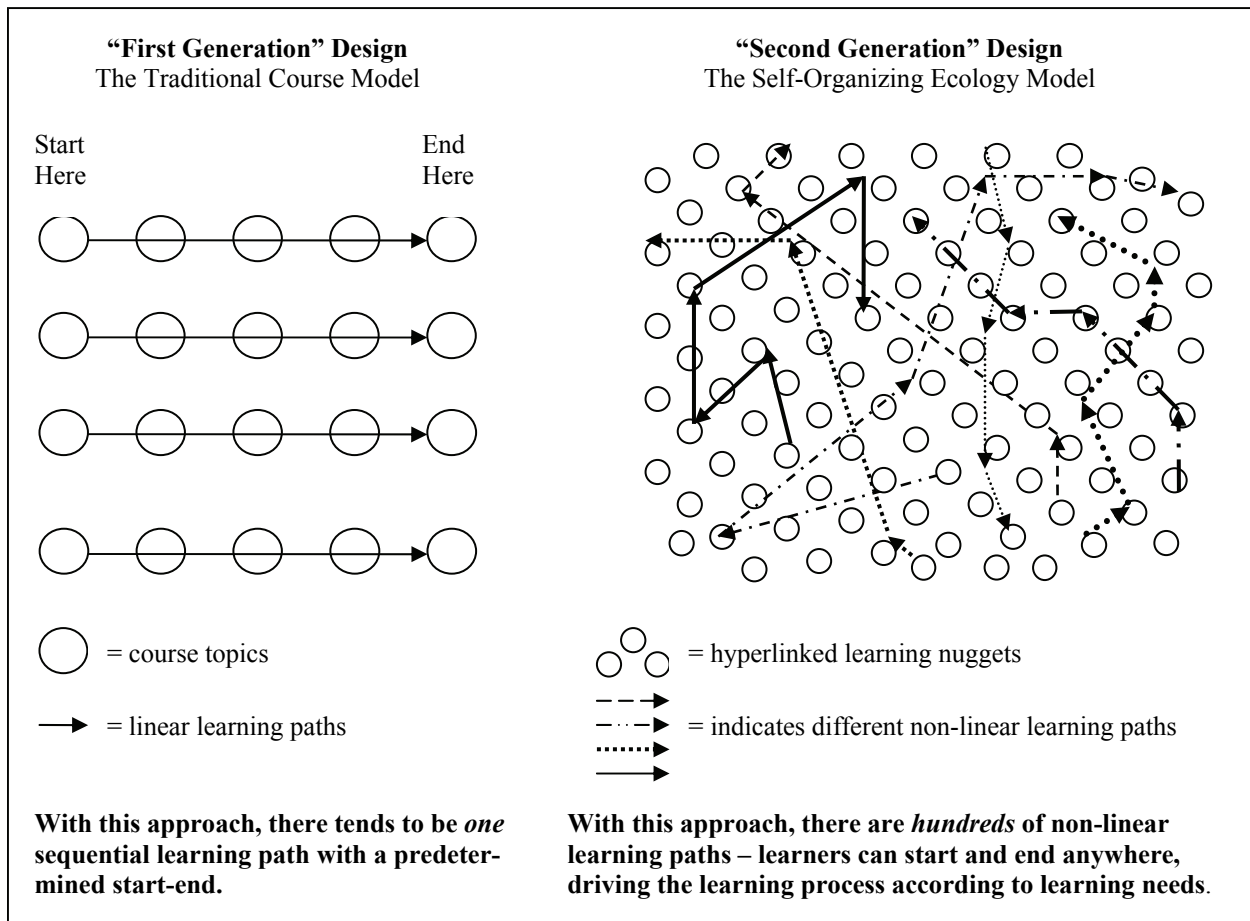 “First Generation” Design
The Traditional Course Model
Start
Here
End
Here
= course topics
= linear learning paths
With this approach, there tends to be one
sequential learning path with a predeter-
mined start-end.
“Second Generation” Design
The Self-Organizing Ecology Model
= hyperlinked learning nuggets
= indicates different non-linear learning paths
With this approach, there are hundreds of non-linear
learning paths – learners can start and end anywhere,
driving the learning process according to learning needs.